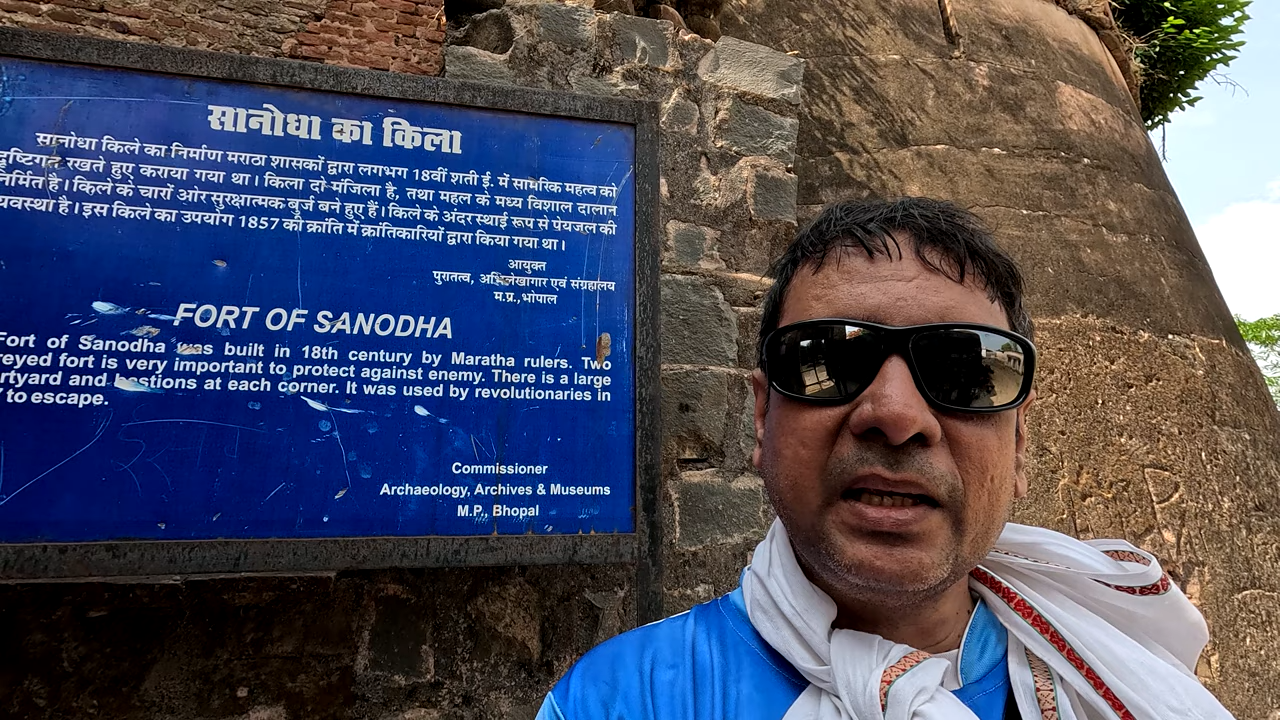 सानोधा का किला
सानोधा किले का निर्माण मराठा शासकों द्वारा लगभग 18वीं शती ई. में सामरिक महत्व को
दृष्टिगत रखते हुए कराया गया था। किला दो मंजिला है, तथा महल के मध्य विशाल दालान
निर्मित है। किले के चारों ओर सुरक्षात्मक बुर्ज बने हुए हैं। किले के अंदर स्थाई रूप से पेयजल की
व्यवस्था है। इस किले का उपयोग 1857 की क्रांति में क्रांतिकारियों द्वारा किया गया था।
आयुक्त
पुरातत्व, अभिलेखागार एवं संग्रहालय
म.प्र.,भोपाल
FORT OF SANODHA
Fort of Sanodha was built in 18th century by Maratha rulers. Two
reyed fort is very important to protect against enemy. There is a large
rtyard and bastions at each corner. It was used by revolutionaries in
to escape.
Commissioner
Archaeology, Archives & Museums
M.P., Bhopal